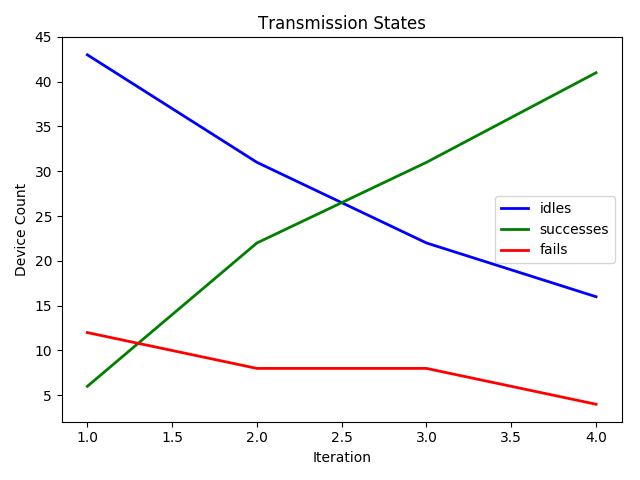 Transmission States
Device Count
45
40
35
30
25
20
15
10
5
idles
successes
fails
1.0 1.5 2.0 2.5 3.0 3.5 4.0
Iteration